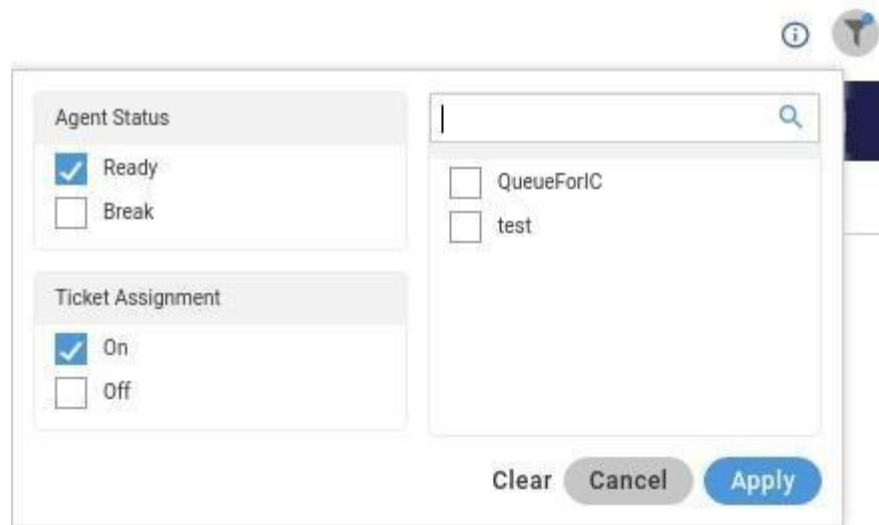 Agent Status
Ready
Break
Ticket Assignment
On
Off
QueueForIC
test
Clear
Cancel
Apply